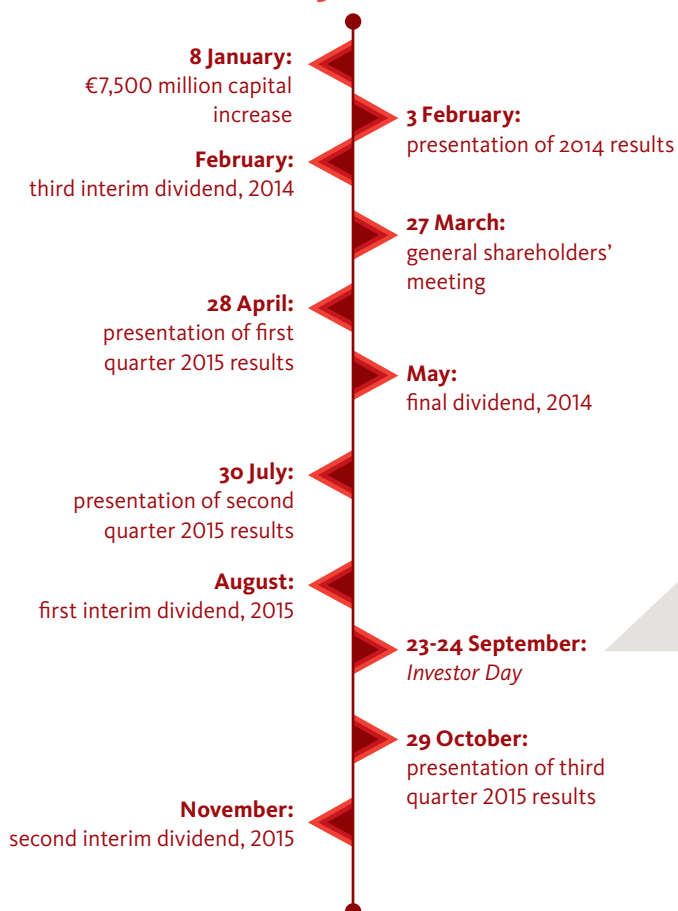 8 January:
€7,500 million capital
increase
3 February:
presentation of 2014 results
February:
third interim dividend, 2014
27 March:
general shareholders'
meeting
28 April:
presentation of first
quarter 2015 results
May:
final dividend, 2014
30 July:
presentation of second
quarter 2015 results
August:
first interim dividend, 2015
23-24 September:
Investor Day
29 October:
presentation of third
quarter 2015 results
November:
second interim dividend, 2015